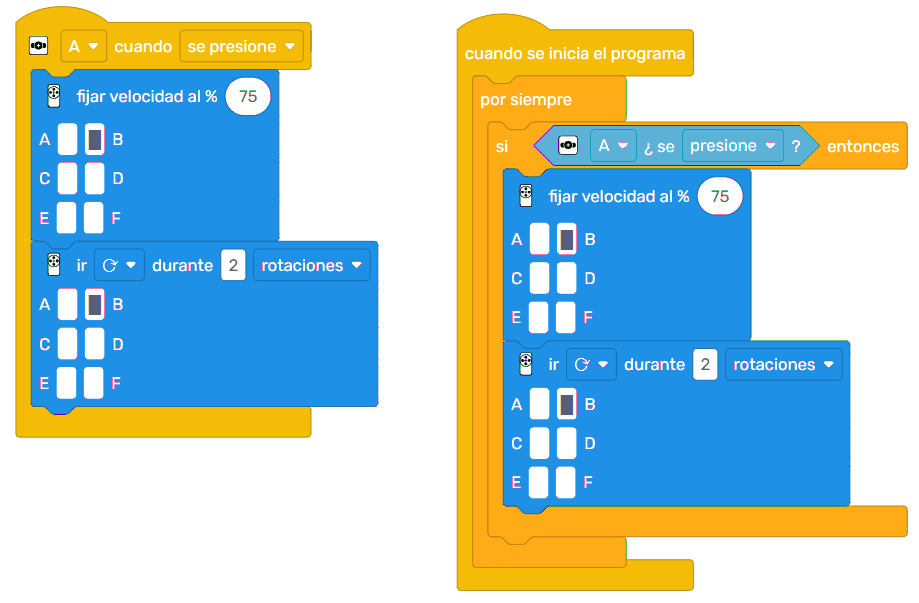 A cuando se presione
fijar velocidad al % 75
A B
C D
E F
ir durante 2 rotaciones
A B
C D
E F
cuando se inicia el programa
por siempre
si A ¿ se presione ? entonces
fijar velocidad al % 75
A B
C D
E F
ir durante 2 rotaciones
A B
C D
E F